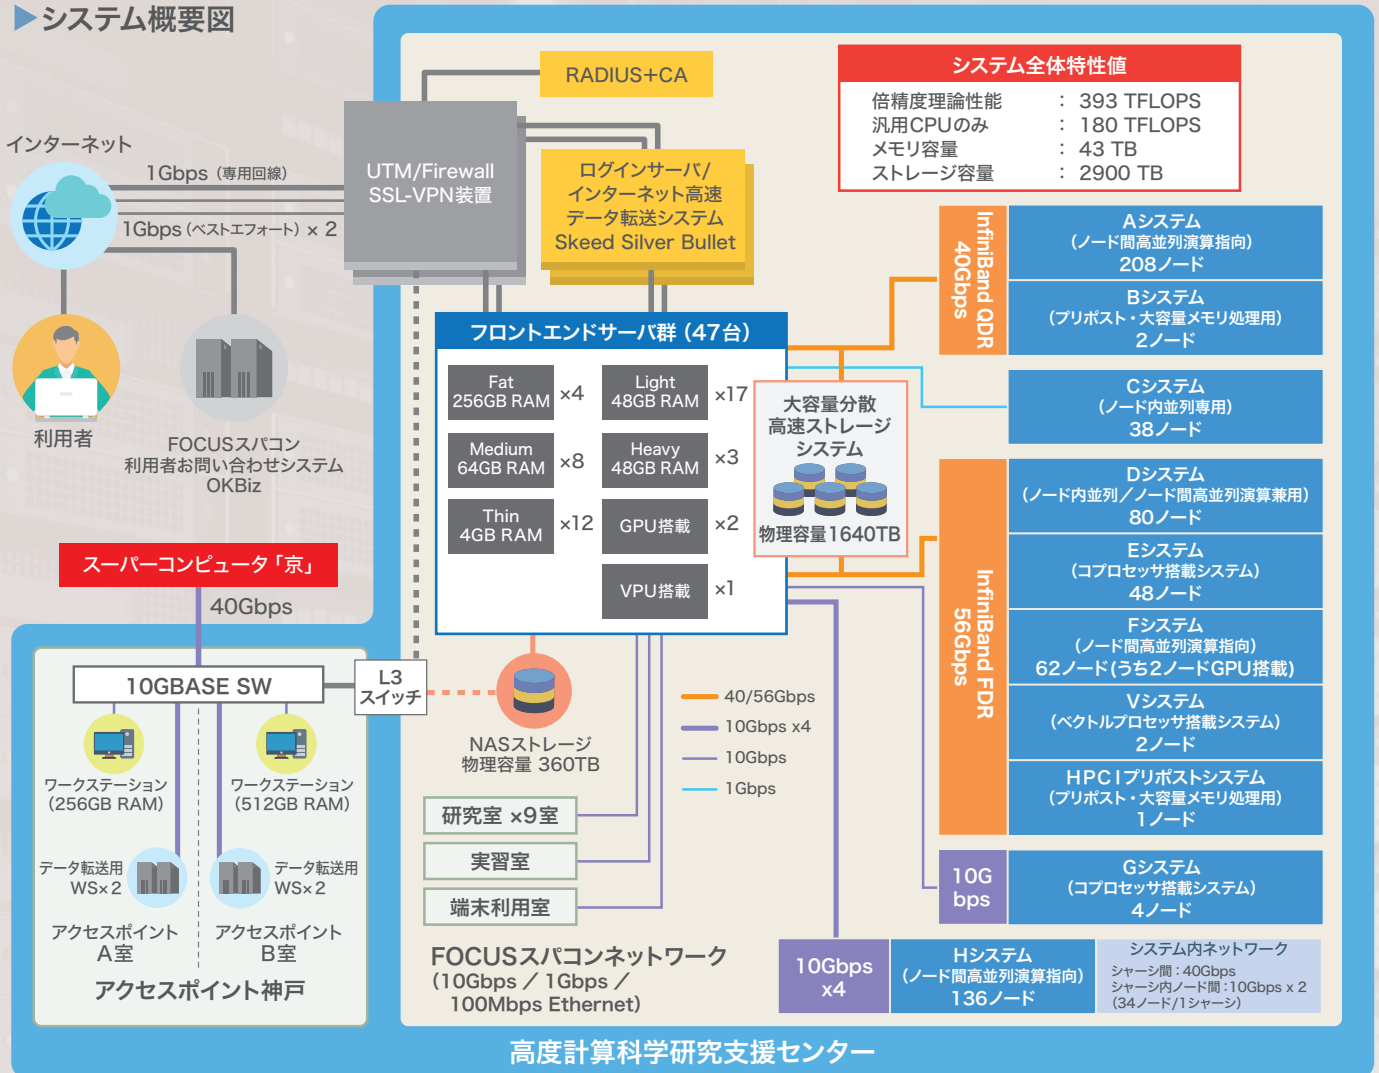 ▶システム概要図
インターネット
1Gbps（専用回線）
1Gbps（ベストエフォート）× 2
利用者
FOCUSスパコン
利用者お問い合わせシステム
OKBiz
RADIUS+CA
UTM/Firewall
SSL-VPN装置
ログインサーバ/
インターネット高速
データ転送システム
Skeed Silver Bullet
システム全体特性値
倍精度理論性能 ： 393 TFLOPS
汎用CPUのみ ： 180 TFLOPS
メモリ容量 ： 43 TB
ストレージ容量 ： 2900 TB
フロントエンドサーバ群（47台）
Fat
256GB RAM
×4
Light
48GB RAM
×17
Medium
64GB RAM
×8
Heavy
48GB RAM
×3
Thin
4GB RAM
×12
GPU搭載
×2
VPU搭載
×1
大容量分散
高速ストレージ
システム
物理容量1640TB
InfiniBand QDR
40Gbps
Aシステム
（ノード間高並列演算指向）
208ノード
Bシステム
（プリポスト・大容量メモリ処理用）
2ノード
Cシステム
（ノード内並列専用）
38ノード
InfiniBand FDR
56Gbps
Dシステム
（ノード内並列／ノード間高並列演算兼用）
80ノード
Eシステム
（コプロセッサ搭載システム）
48ノード
Fシステム
（ノード間高並列演算指向）
62ノード(うち2ノードGPU搭載)
Vシステム
（ベクトルプロセッサ搭載システム）
2ノード
HPCIプリポストシステム
（プリポスト・大容量メモリ処理用）
1ノード
10G
bps
Gシステム
（コプロセッサ搭載システム）
4ノード
10Gbps
x4
Hシステム
（ノード間高並列演算指向）
136ノード
システム内ネットワーク
シャーシ間：40Gbps
シャーシ内ノード間：10Gbps x 2
（34ノード/1シャーシ）
スーパーコンピュータ「京」
40Gbps
10GBASE SW
L3
スイッチ
NASストレージ
物理容量 360TB
40/56Gbps
10Gbps x4
10Gbps
1Gbps
ワークステーション
（256GB RAM）
ワークステーション
（512GB RAM）
データ転送用
WS×2
データ転送用
WS×2
アクセスポイント
A室
アクセスポイント
B室
アクセスポイント神戸
研究室 ×9室
実習室
端末利用室
FOCUSスパコンネットワーク
（10Gbps ／ 1Gbps ／
100Mbps Ethernet）
高度計算科学研究支援センター